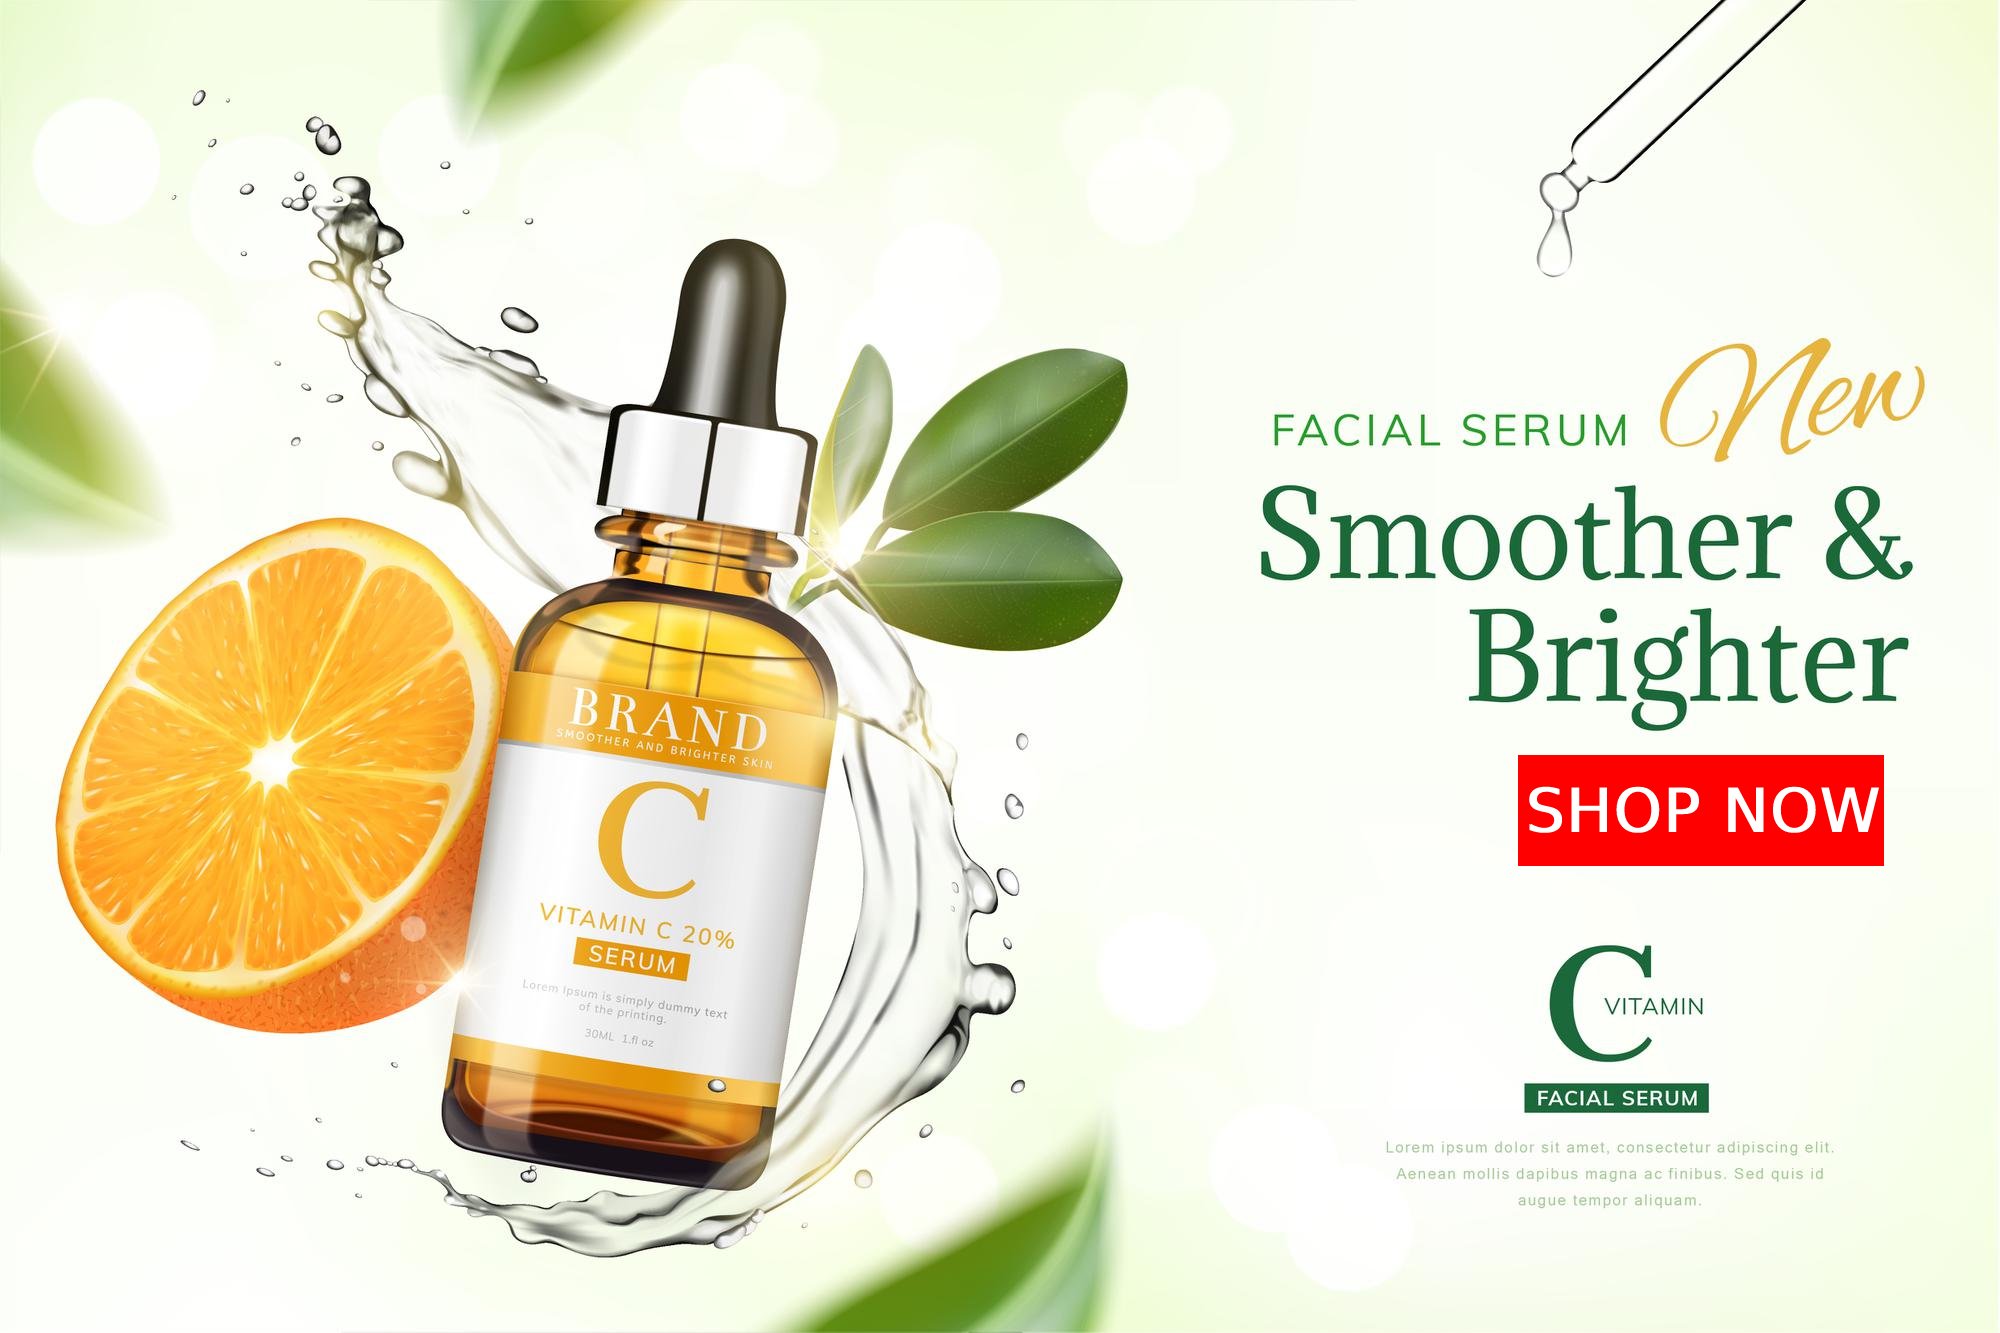 FACIAL SERUM New
Smoother &
Brighter
SHOP NOW
C VITAMIN
FACIAL SERUM
Lorem ipsum dolor sit amet, consectetur adipiscing elit.
Aenean mollis dapibus magna ac finibus. Sed quis id
augue tempor aliquam.
BRAND
SMOOTHER AND BRIGHTER SKIN
C
VITAMIN C 20%
SERUM
Lorem Ipsum is simply dummy text
of the printing.
30ML 1.fl oz